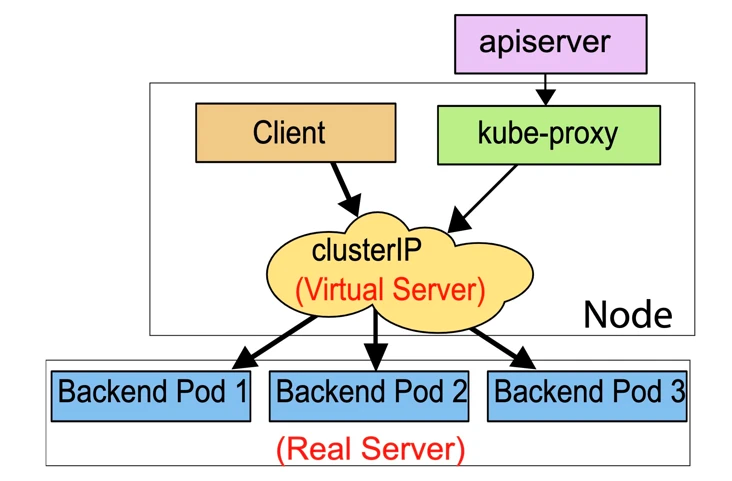 apiserver
Client
kube-proxy
clusterIP
(Virtual Server)
Node
Backend Pod 1
Backend Pod 2
Backend Pod 3
(Real Server)